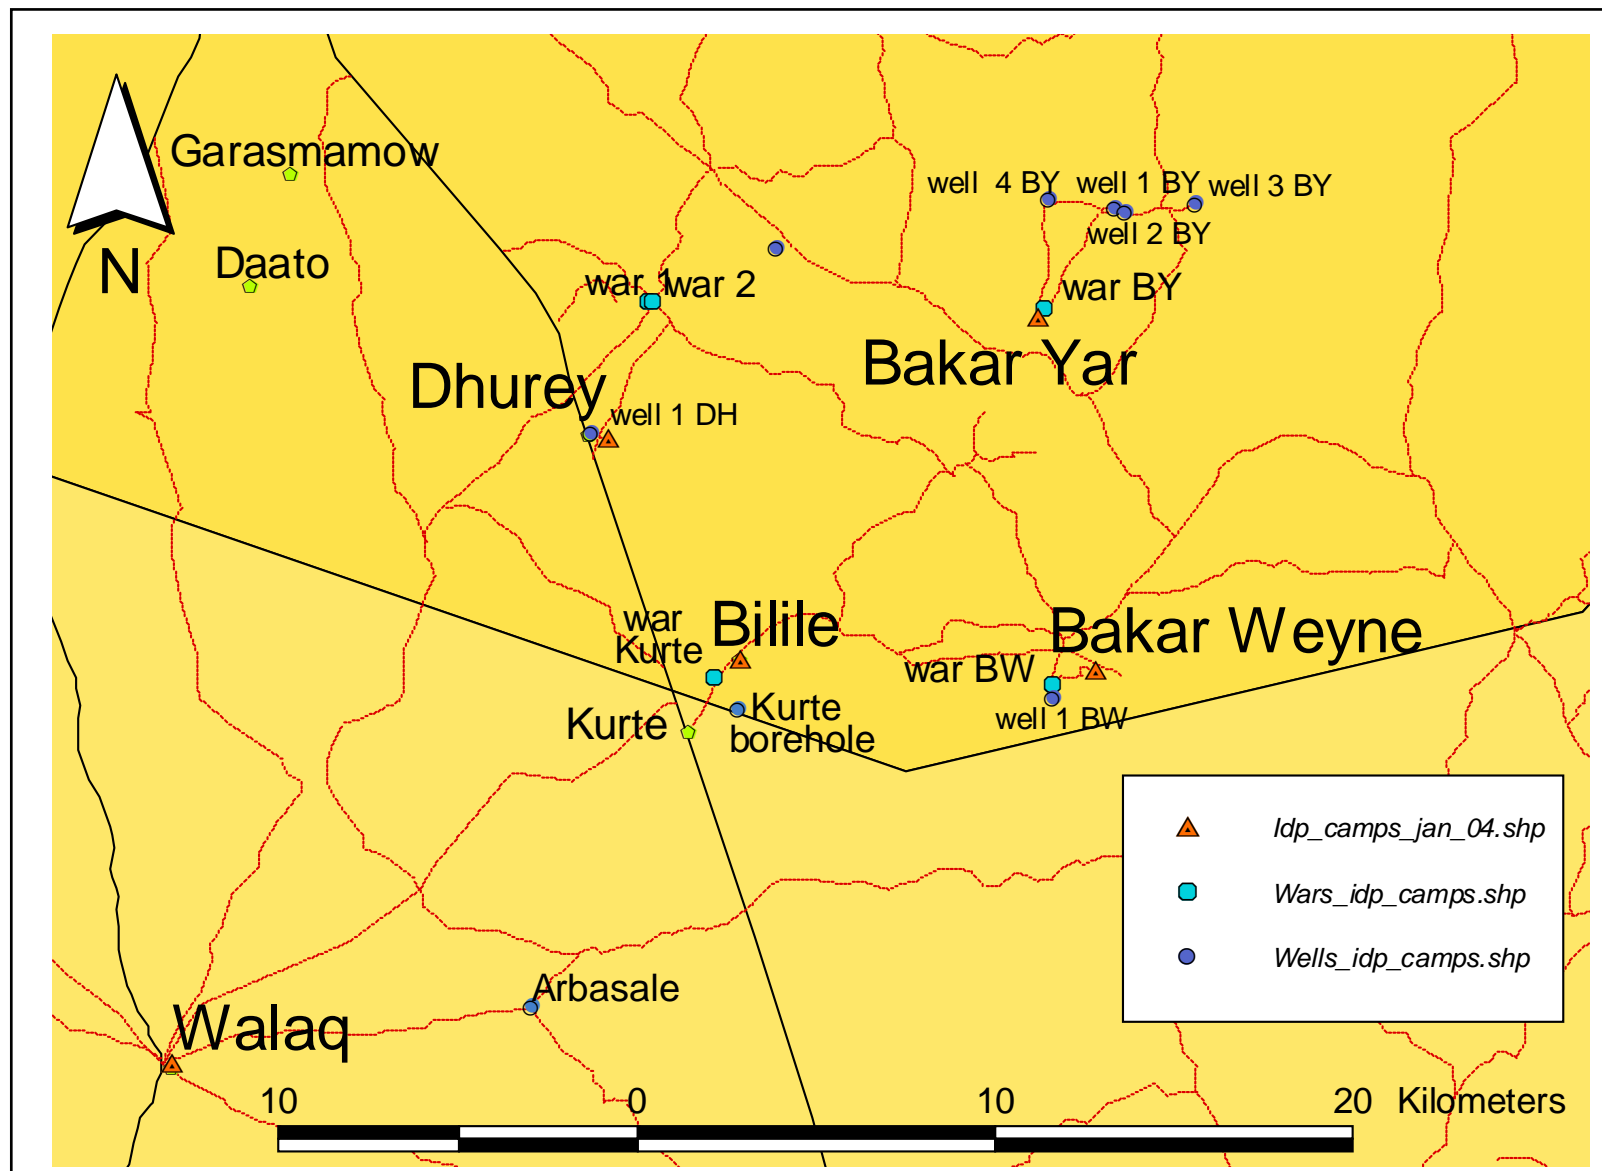 Garasmamow
well 4 BY
well 1 BY
well 3 BY
well 2 BY
N
Daato
war 1
war 2
war BY
Bakar Yar
Dhurey
well 1 DH
war
Kurte
Bilile
Bakar Weyne
war BW
Kurte
Kurte
borehole
well 1 BW
Idp_camps_jan_04.shp
Wars_idp_camps.shp
Wells_idp_camps.shp
Arbasale
Walaq
10 0 10 20 Kilometers